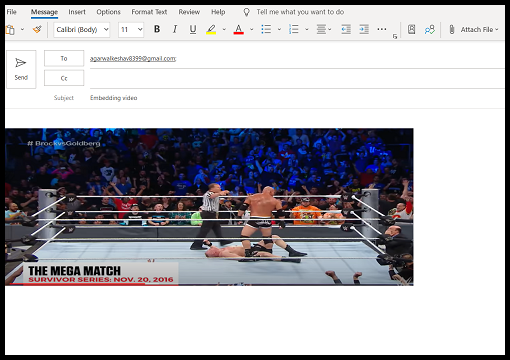 File Message Insert Options Format Text Review Help Tell me what you want to do
Calibri (Body) 11 B I U A Attach File
Send
To agarwalkeshav8399@gmail.com;
Cc
Subject Embedding video
# BrockvsGoldberg
THE MEGA MATCH
SURVIVOR SERIES: NOV. 20, 2016